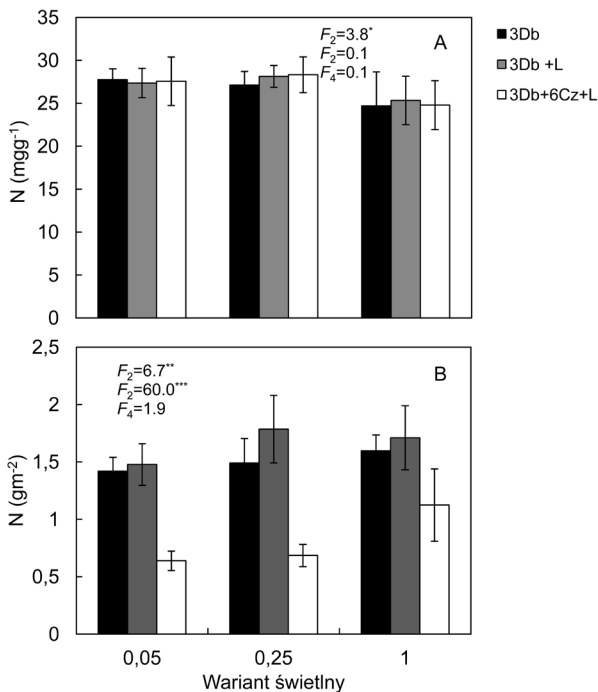 35
30
25
20
15
10
5
0
N (mgg-1)
F2=3.8*
F2=0.1
F4=0.1
A
3Db
3Db +L
3Db+6Cz+L
2,5
2
1,5
1
0,5
0
N (gm-2)
F2=6.7**
F2=60.0***
F4=1.9
B
0,05 0,25 1
Wariant świetlny